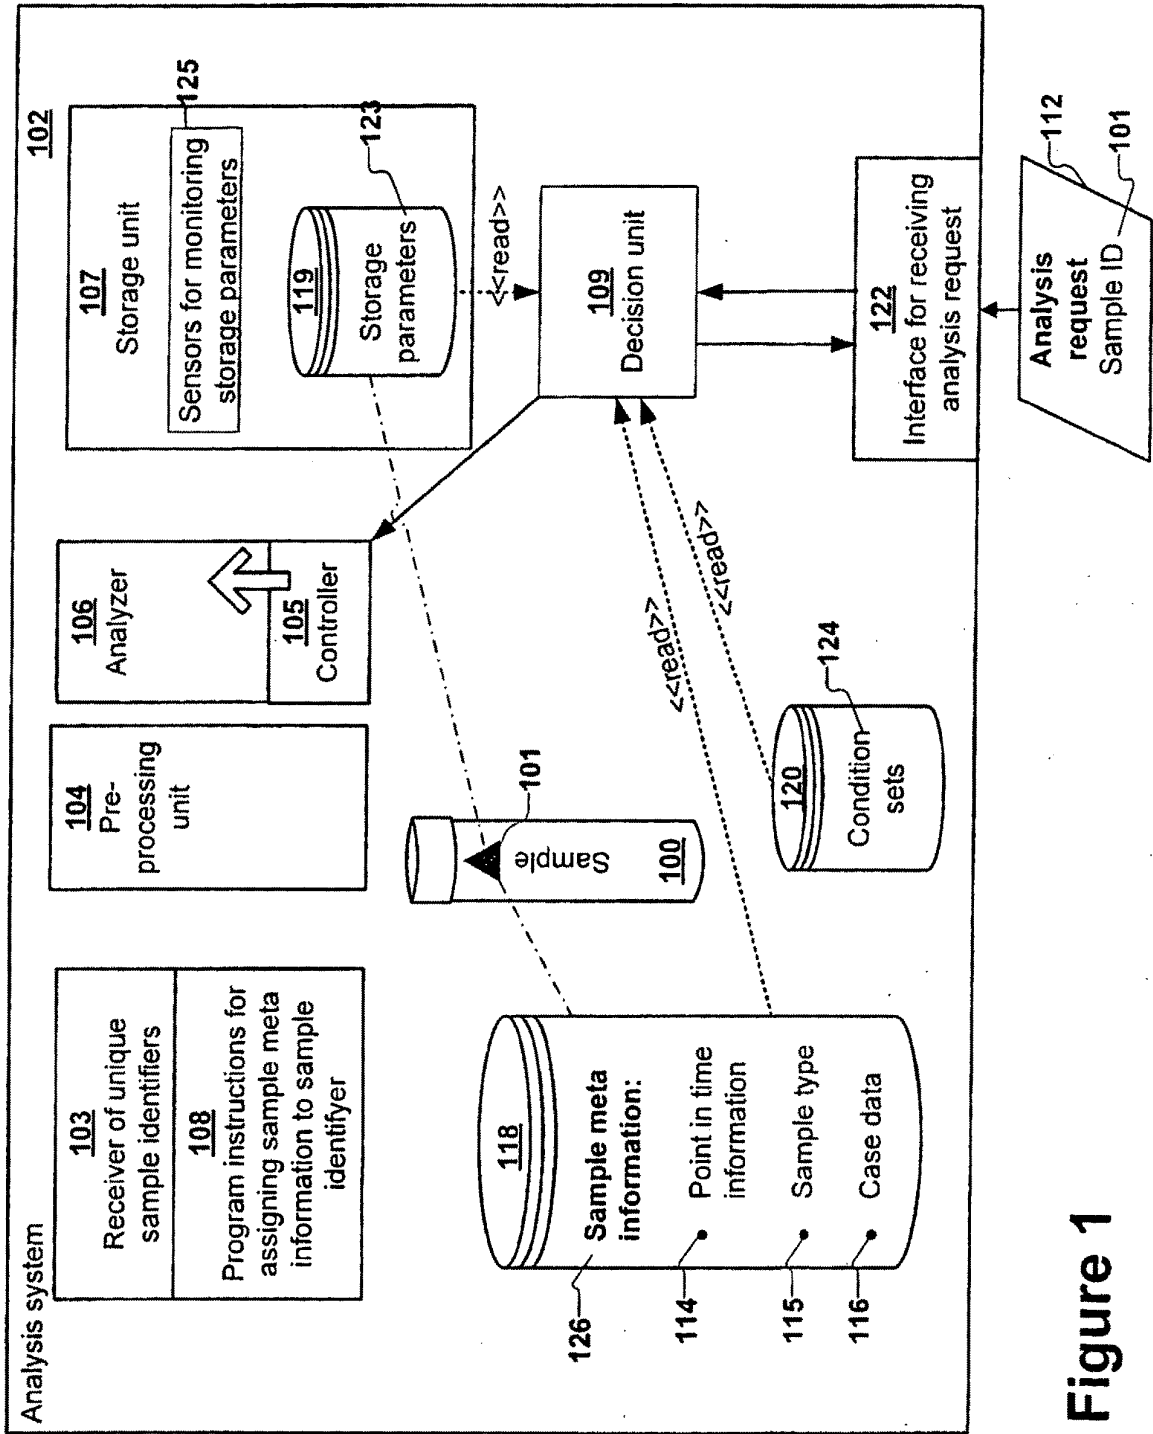 Analysis system
102
103
Receiver of unique
sample identifiers
108
Program instructions for
assigning sample meta
information to sample
identifyer
104
Pre-
processing
unit
106
Analyzer
105
Controller
107
Storage unit
125
Sensors for monitoring
storage parameters
119
123
Storage
parameters
<<read>>
101
Sample
100
109
Decision unit
118
126
Sample meta
information:
114
Point in time
information
115
Sample type
116
Case data
<<read>>
<<read>>
120
124
Condition
sets
122
Interface for receiving
analysis request
112
Analysis
request
Sample ID
101
Figure 1